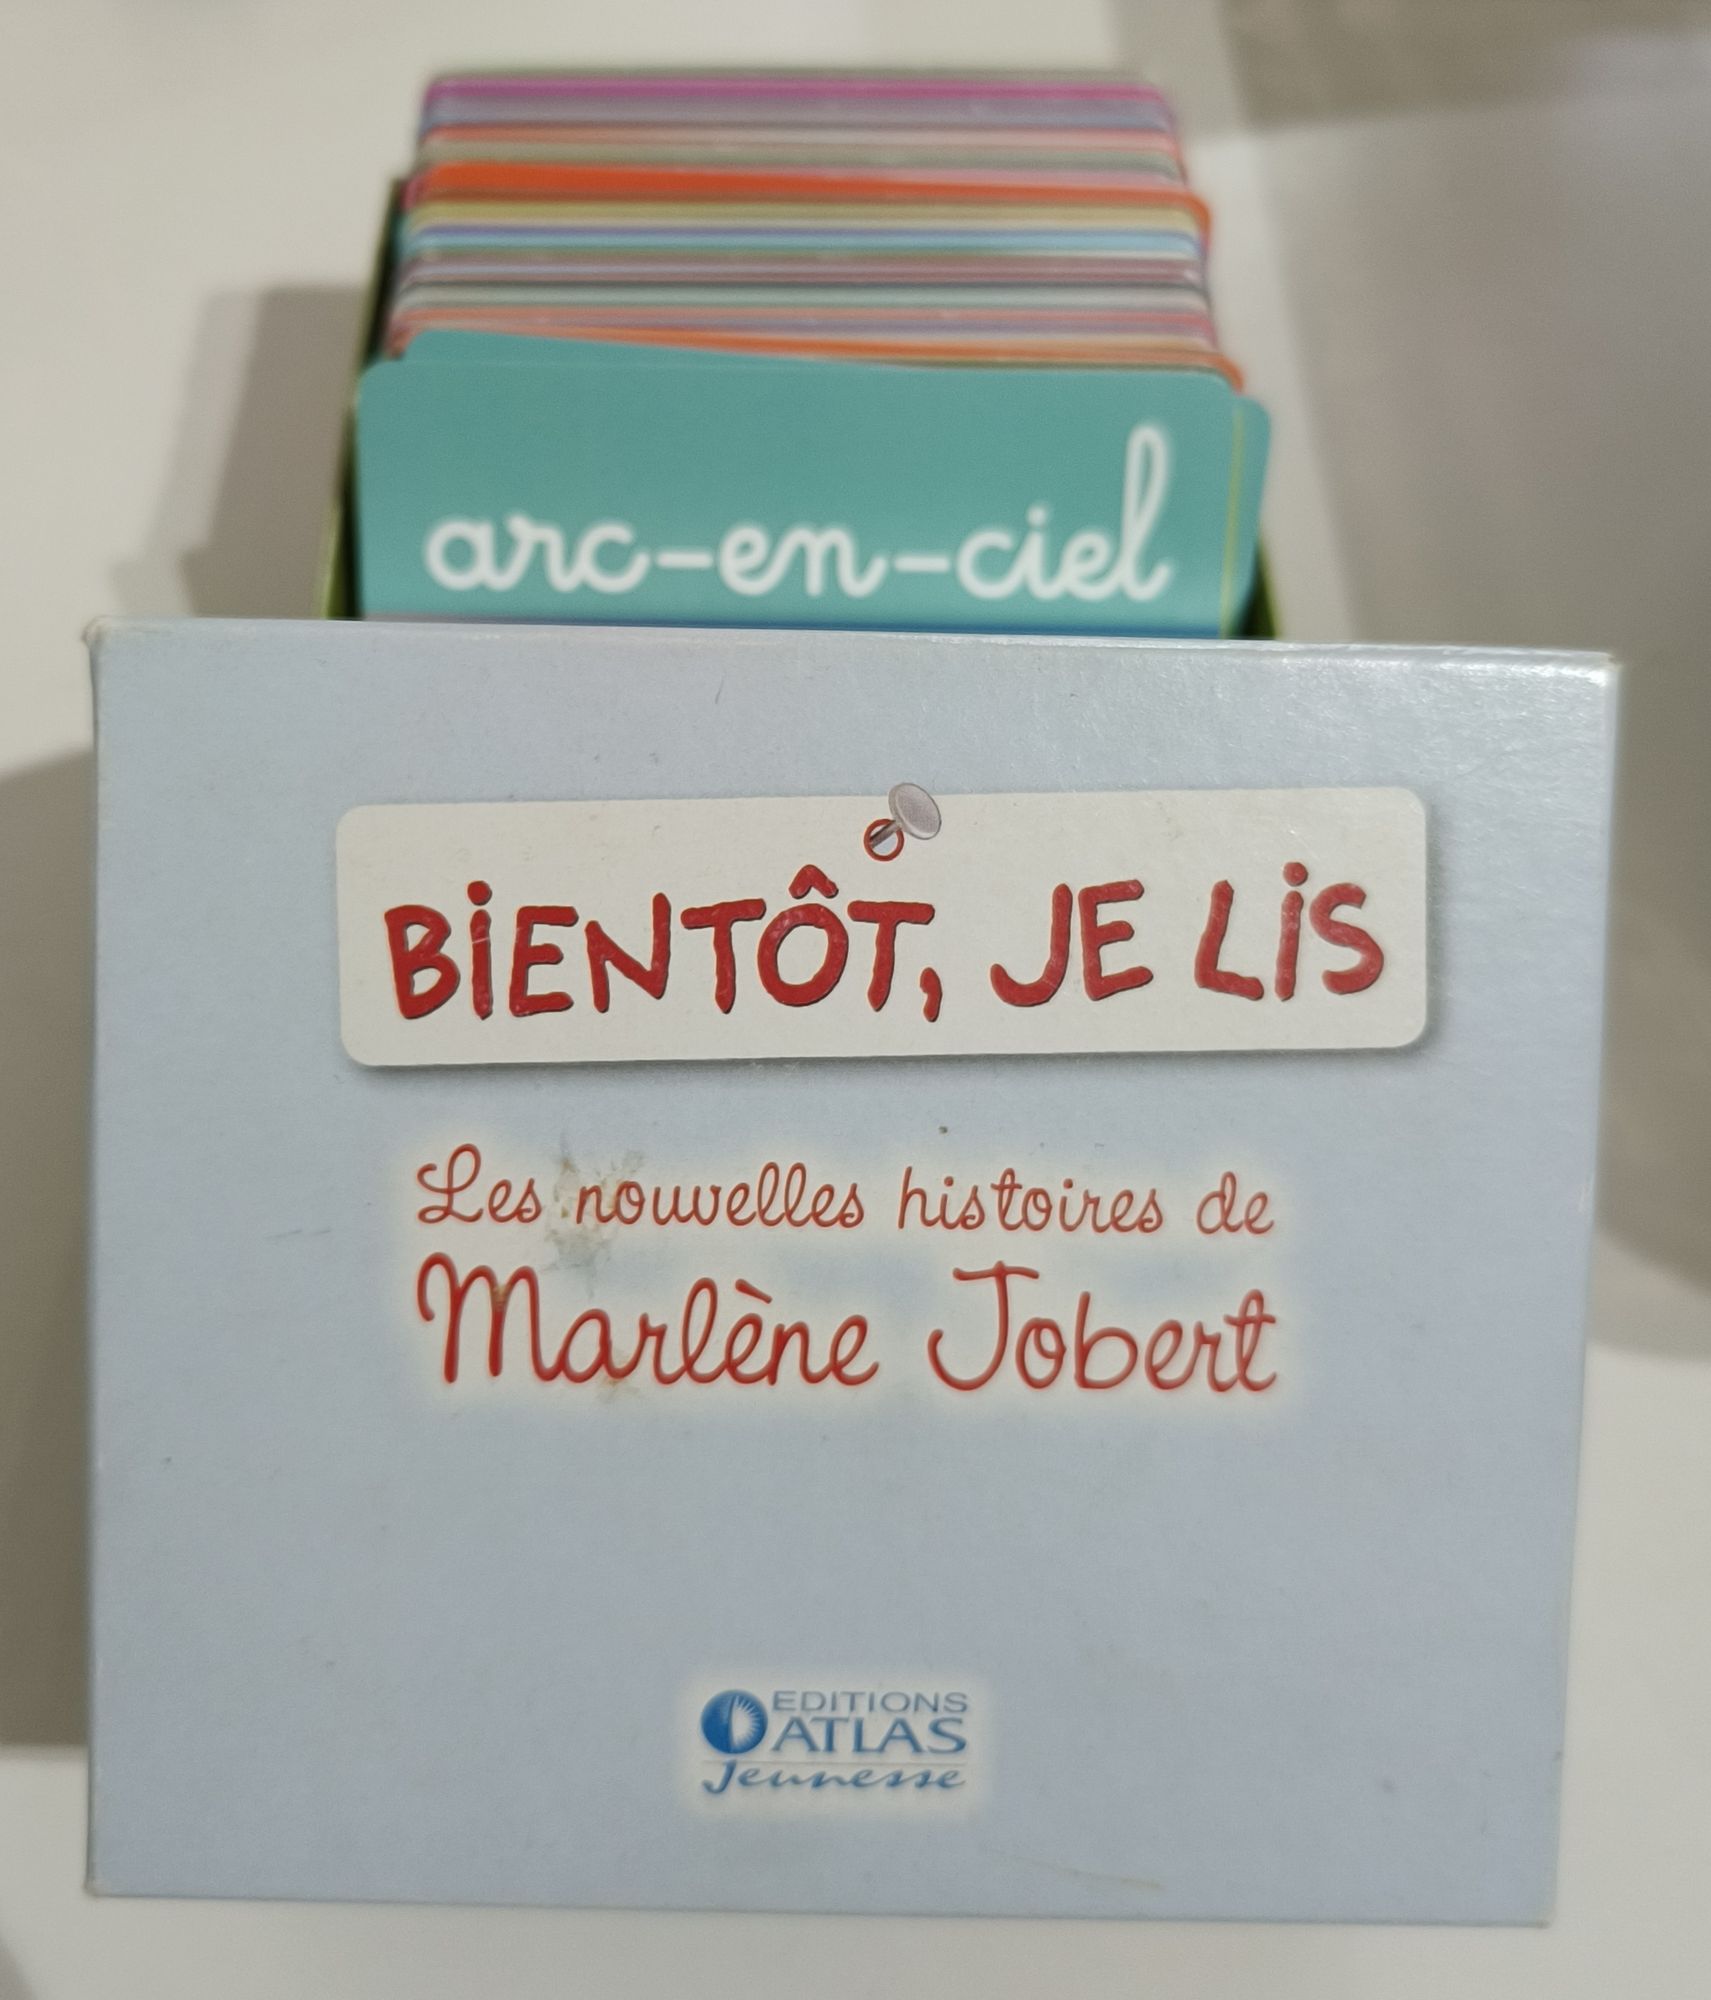 arc-en-ciel
BiENTÔT, JE LiS
Les nouvelles histoires de
Marlène Jobert
EDITIONS
ATLAS
Jeunesse